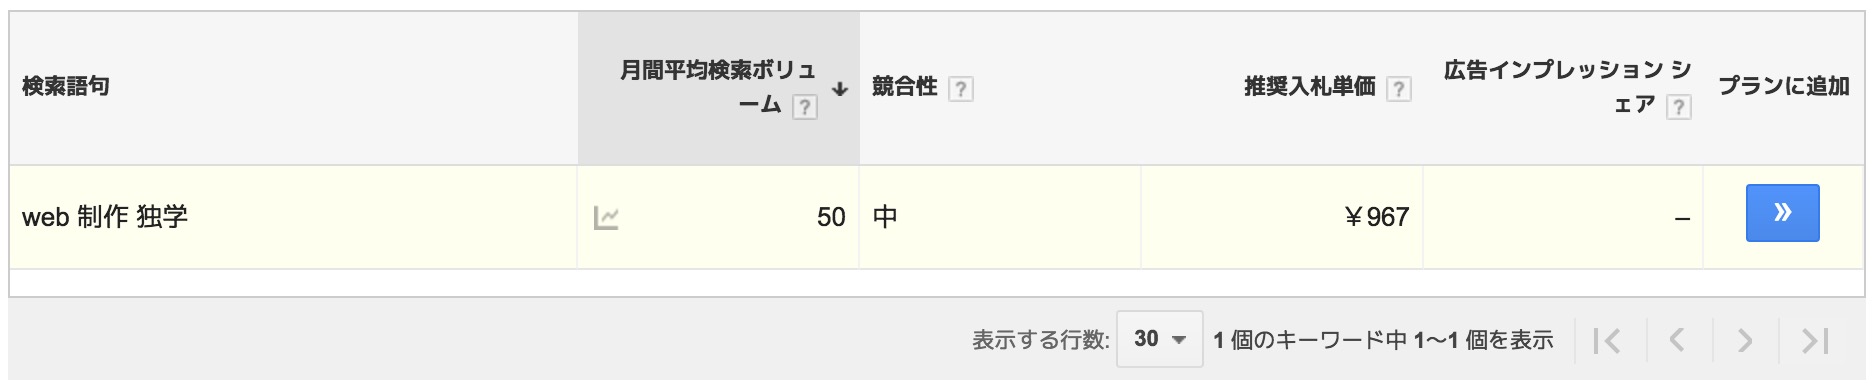 検索語句
月間平均検索ボリュ
ーム ?
競合性 ?
推奨入札単価 ?
広告インプレッション シ
ェア ?
プランに追加
web 制作 独学
50
中
￥967
–
»
表示する行数: 30 1 個のキーワード中 1～1 個を表示